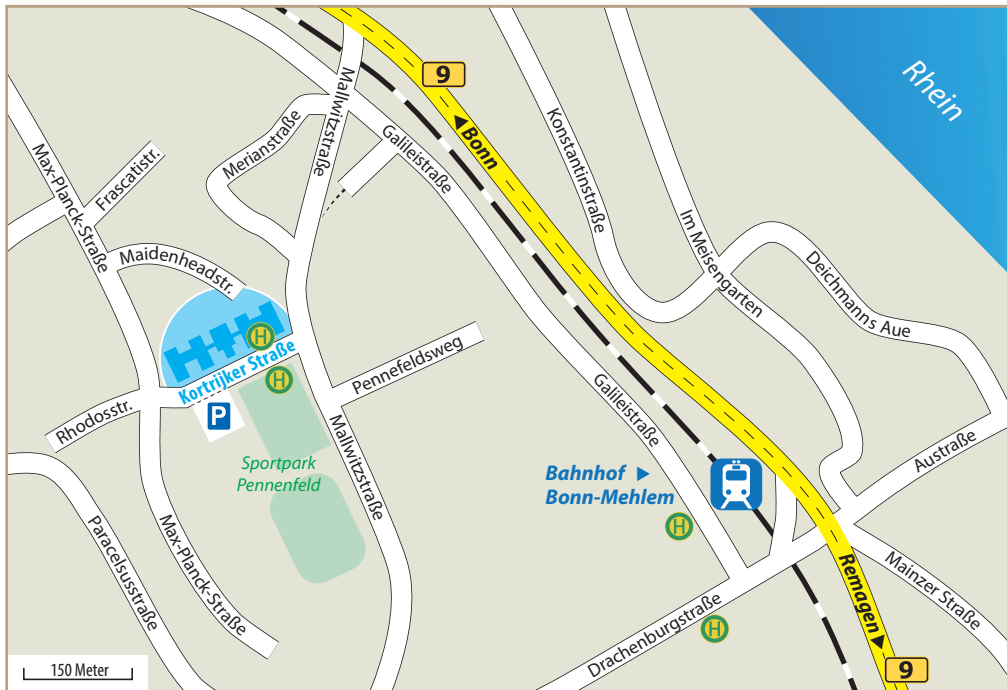 9
Rhein
Mallwitzstraße
Bonn
Konstantinstraße
Merianstraße
Galileistraße
Max-Planck-Straße
Frascatistr.
Im Meisengarten
Maidenheadstr.
Deichmanns Aue
H
Kortrijker Straße
H
Pennefeldsweg
Rhodosstr.
P
Galileistraße
Mallwitzstraße
Austraße
Sportpark
Pennenfeld
Bahnhof
Bonn-Mehlem
H
Paracelsusstraße
Max-Planck-Straße
Remagen
Mainzer Straße
H
Drachenburgstraße
150 Meter
9